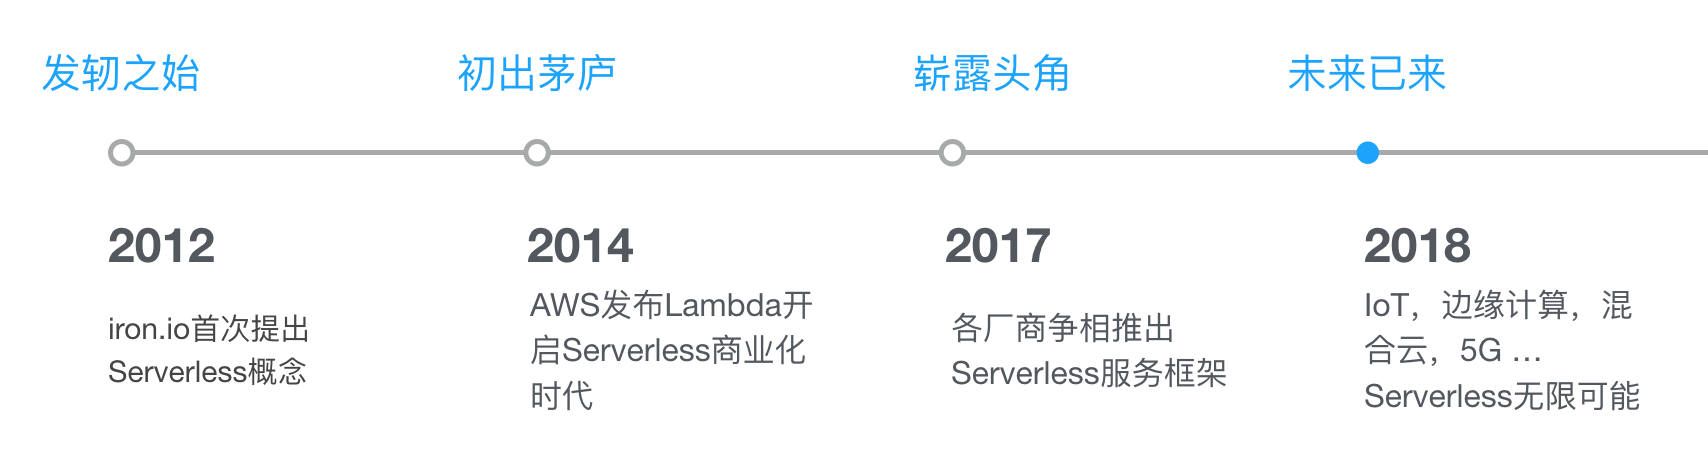 发轫之始
初出茅庐
崭露头角
未来已来
2012
2014
2017
2018
iron.io首次提出
Serverless概念
AWS发布Lambda开
启Serverless商业化
时代
各厂商争相推出
Serverless服务框架
IoT，边缘计算，混
合云，5G ...
Serverless无限可能